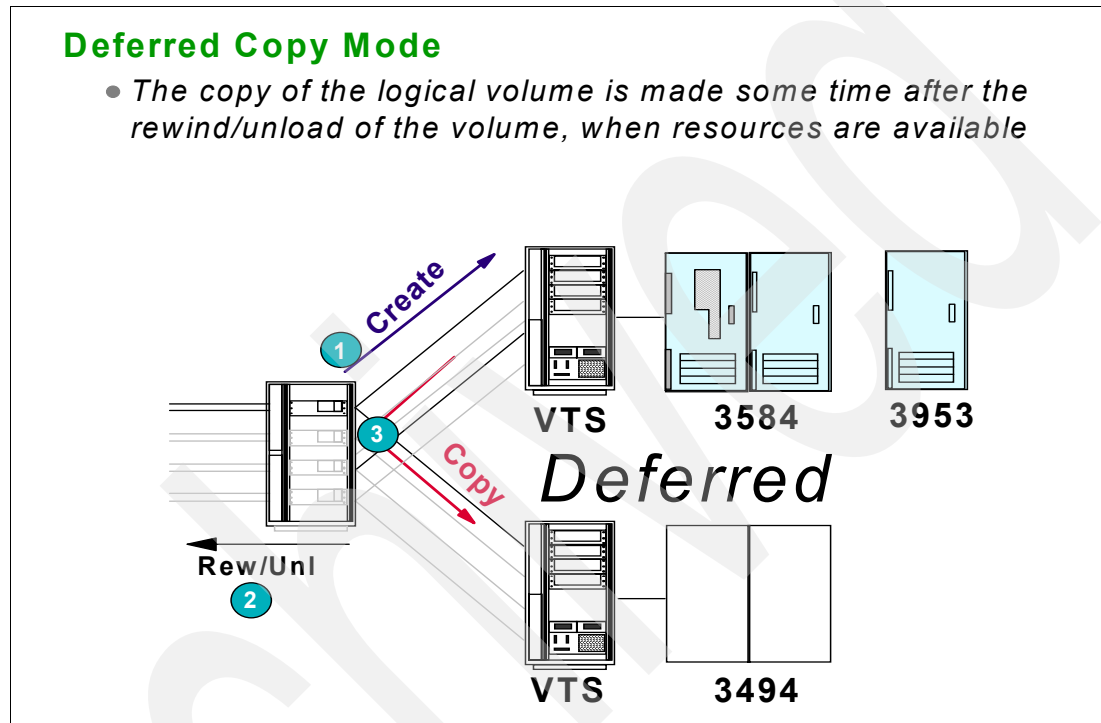 Deferred Copy Mode
The copy of the logical volume is made some time after the
rewind/unload of the volume, when resources are available
Create
1
VTS
3584
3953
3
Copy
Deferred
Rew/Unl
2
VTS
3494